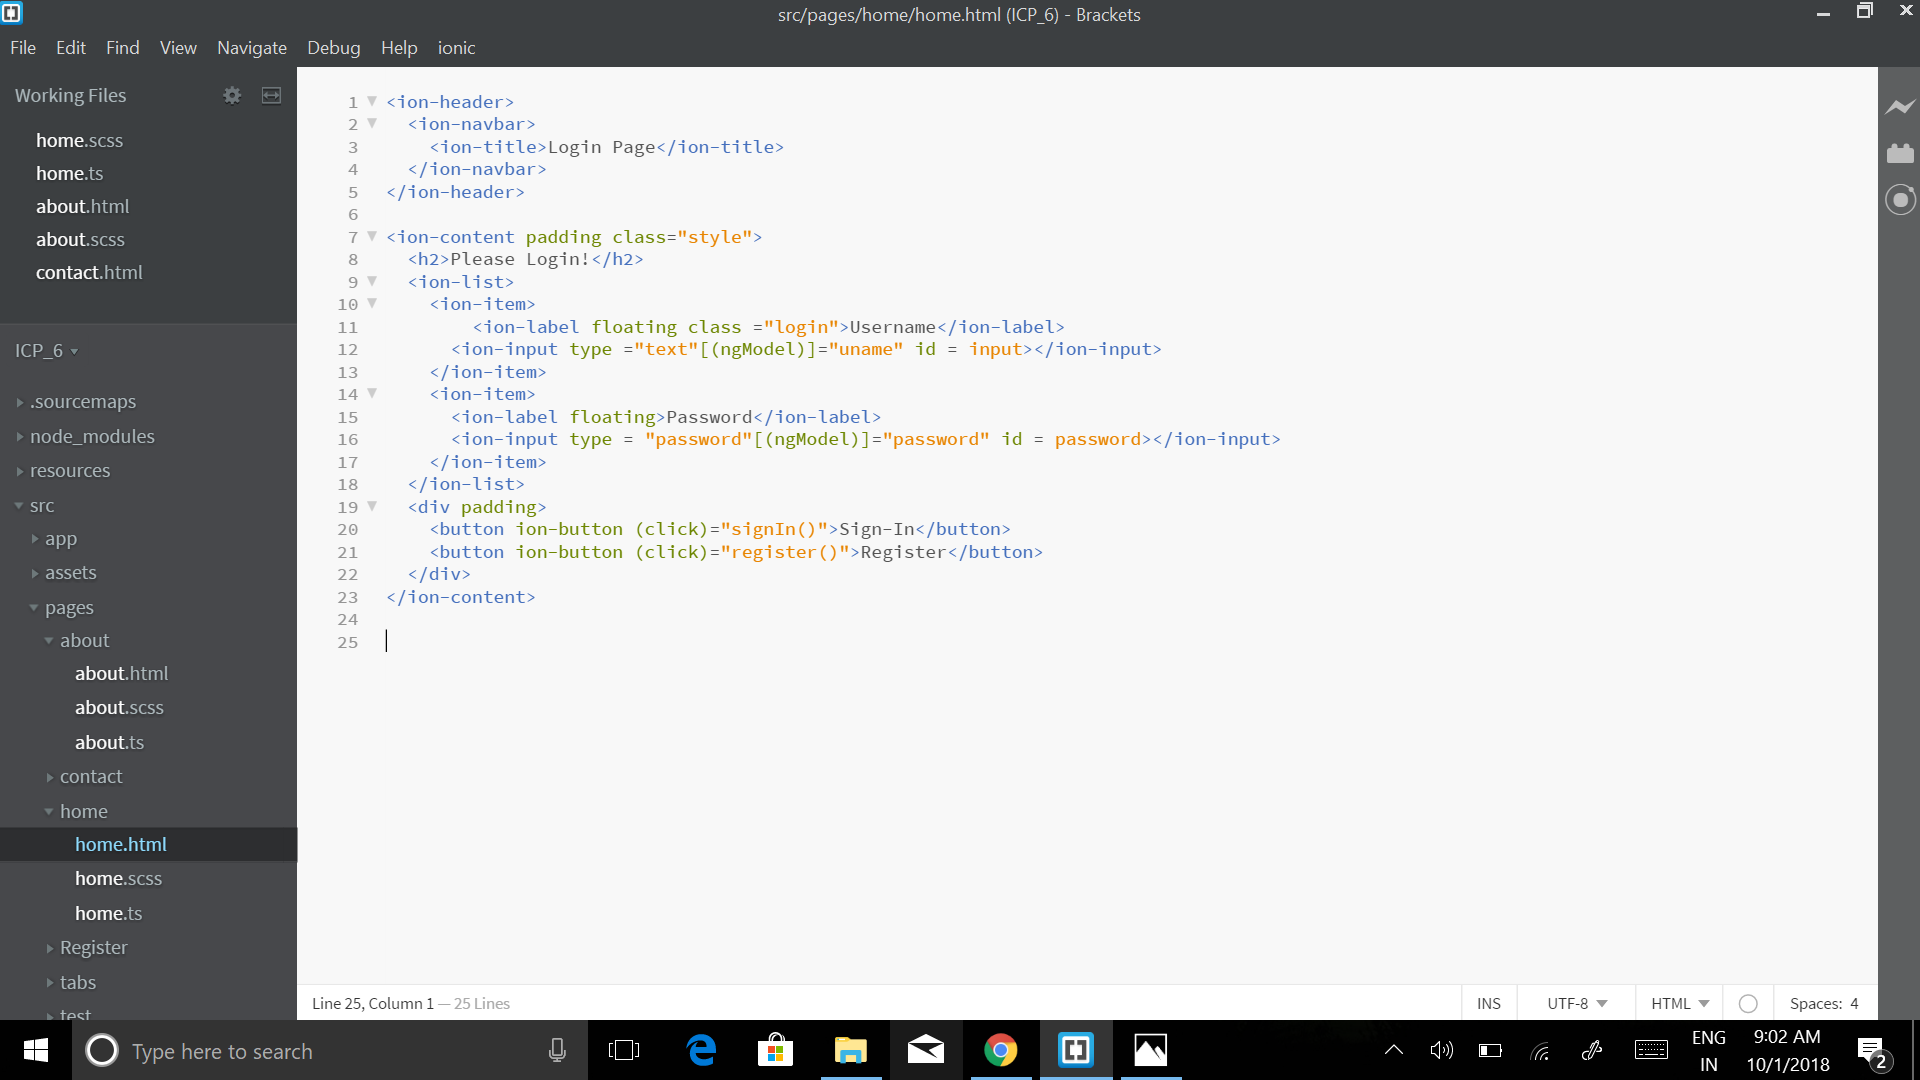 src/pages/home/home.html (ICP_6) - Brackets
File Edit Find View Navigate Debug Help ionic
Working Files
home.scss
home.ts
about.html
about.scss
contact.html
ICP_6
.sourcemaps
node_modules
resources
src
app
assets
pages
about
about.html
about.scss
about.ts
contact
home
home.html
home.scss
home.ts
Register
tabs
test
1 <ion-header>
2   <ion-navbar>
3     <ion-title>Login Page</ion-title>
4   </ion-navbar>
5 </ion-header>
6
7 <ion-content padding class="style">
8   <h2>Please Login!</h2>
9   <ion-list>
10     <ion-item>
11         <ion-label floating class ="login">Username</ion-label>
12       <ion-input type ="text"[(ngModel)]="uname" id = input></ion-input>
13     </ion-item>
14     <ion-item>
15       <ion-label floating>Password</ion-label>
16       <ion-input type = "password"[(ngModel)]="password" id = password></ion-input>
17     </ion-item>
18   </ion-list>
19   <div padding>
20     <button ion-button (click)="signIn()">Sign-In</button>
21     <button ion-button (click)="register()">Register</button>
22   </div>
23 </ion-content>
24
25
Line 25, Column 1 — 25 Lines
INS UTF-8 HTML Spaces: 4
Type here to search
ENG
IN
9:02 AM
10/1/2018
2